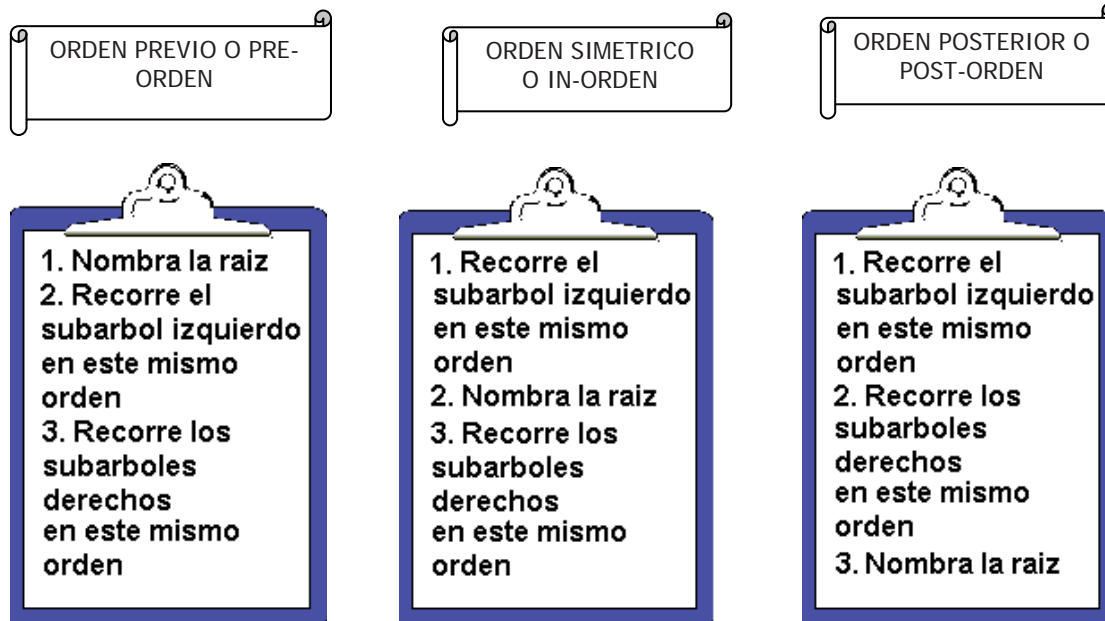 ORDEN PREVIO O PRE-
ORDEN
ORDEN SIMETRICO
O IN-ORDEN
ORDEN POSTERIOR O
POST-ORDEN
1. Nombra la raiz
2. Recorre el
subarbol izquierdo
en este mismo
orden
3. Recorre los
subarboles
derechos
en este mismo
orden
1. Recorre el
subarbol izquierdo
en este mismo
orden
2. Nombra la raiz
3. Recorre los
subarboles
derechos
en este mismo
orden
1. Recorre el
subarbol izquierdo
en este mismo
orden
2. Recorre los
subarboles
derechos
en este mismo
orden
3. Nombra la raiz